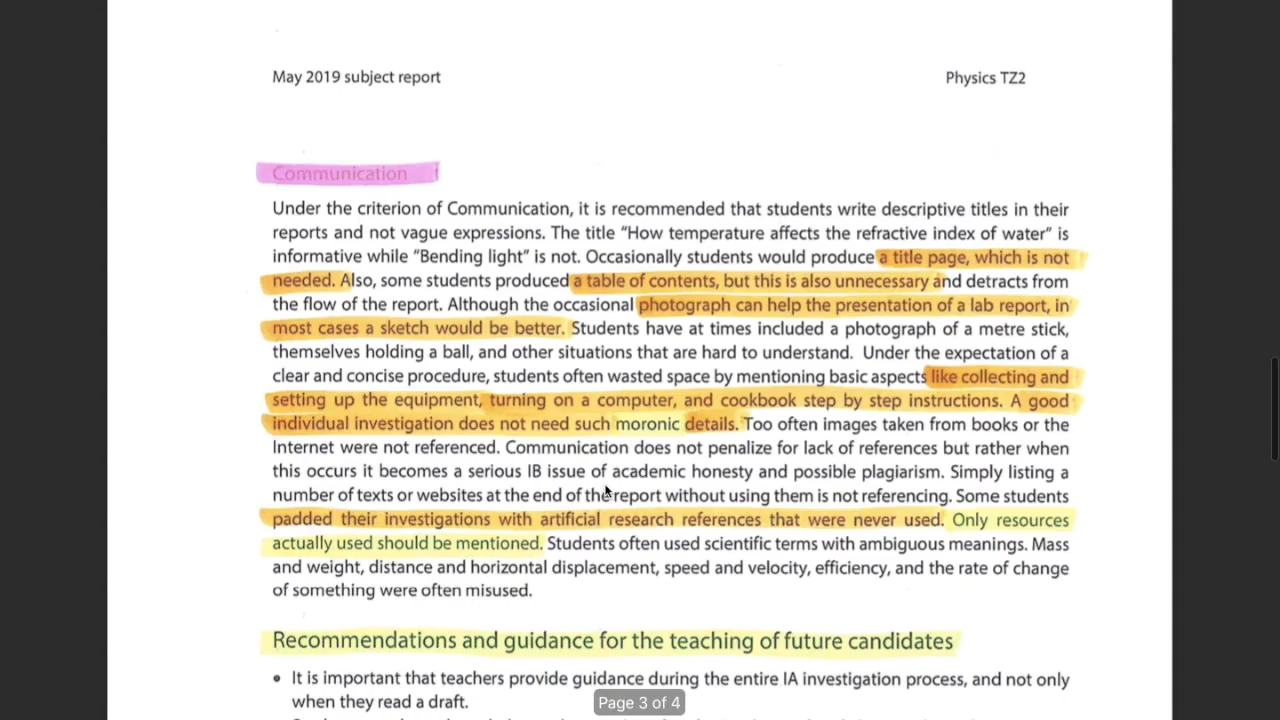 May 2019 subject report Physics TZ2
Communication
Under the criterion of Communication, it is recommended that students write descriptive titles in their
reports and not vague expressions. The title “How temperature affects the refractive index of water” is
informative while “Bending light” is not. Occasionally students would produce a title page, which is not
needed. Also, some students produced a table of contents, but this is also unnecessary and detracts from
the flow of the report. Although the occasional photograph can help the presentation of a lab report, in
most cases a sketch would be better. Students have at times included a photograph of a metre stick,
themselves holding a ball, and other situations that are hard to understand. Under the expectation of a
clear and concise procedure, students often wasted space by mentioning basic aspects like collecting and
setting up the equipment, turning on a computer, and cookbook step by step instructions. A good
individual investigation does not need such moronic details. Too often images taken from books or the
Internet were not referenced. Communication does not penalize for lack of references but rather when
this occurs it becomes a serious IB issue of academic honesty and possible plagiarism. Simply listing a
number of texts or websites at the end of the report without using them is not referencing. Some students
padded their investigations with artificial research references that were never used. Only resources
actually used should be mentioned. Students often used scientific terms with ambiguous meanings. Mass
and weight, distance and horizontal displacement, speed and velocity, efficiency, and the rate of change
of something were often misused.
Recommendations and guidance for the teaching of future candidates
• It is important that teachers provide guidance during the entire IA investigation process, and not only
when they read a draft.
Page 3 of 4